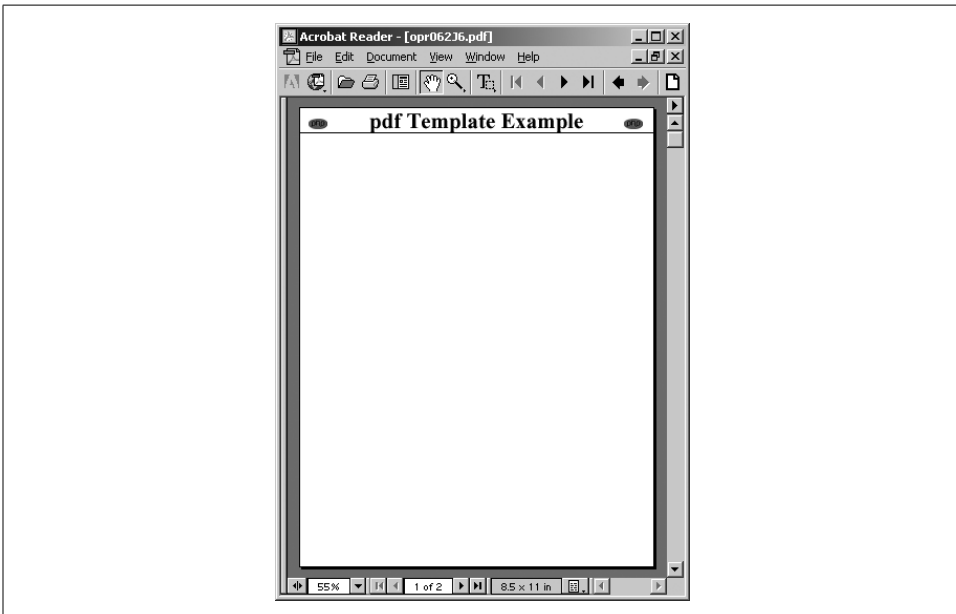 Acrobat Reader - [opr062J6.pdf]
File Edit Document View Window Help
pdf Template Example
55% 1 of 2 8.5 x 11 in